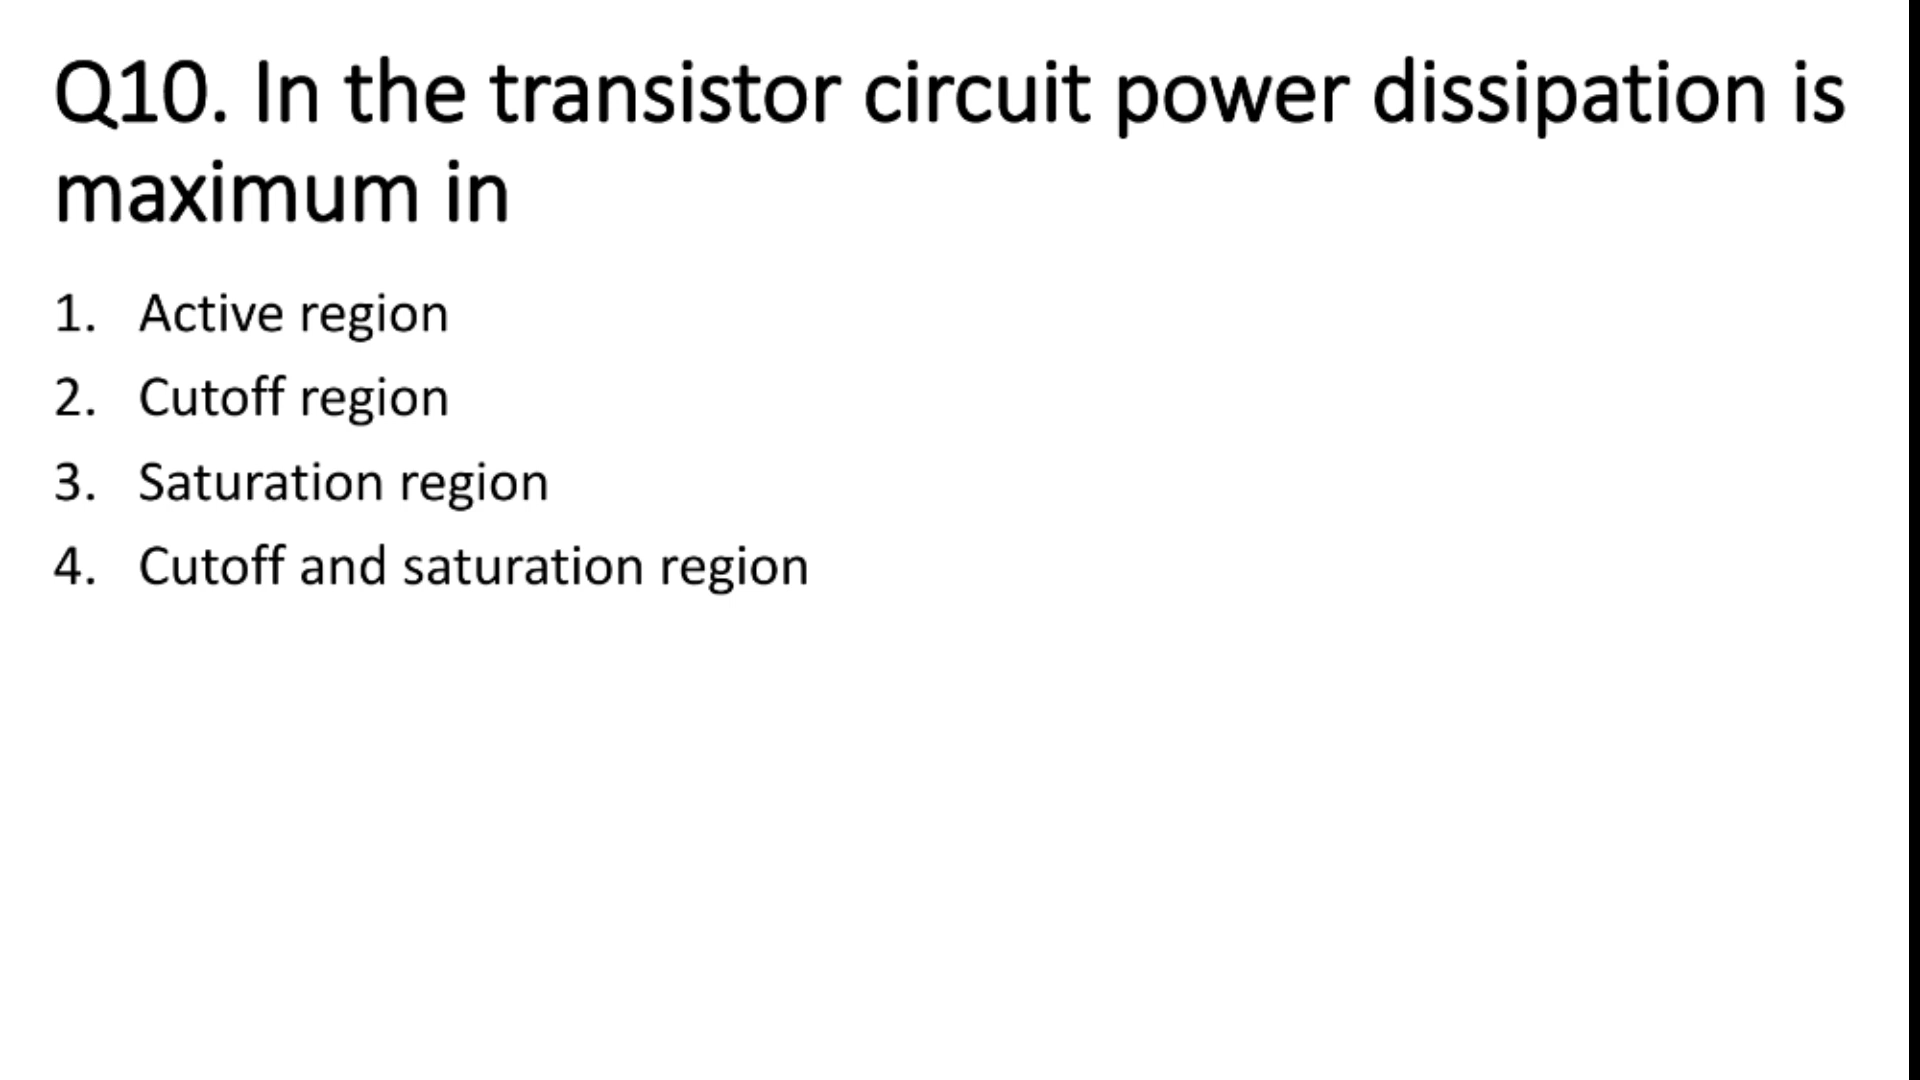 Q10. In the transistor circuit power dissipation is
maximum in
1. Active region
2. Cutoff region
3. Saturation region
4. Cutoff and saturation region